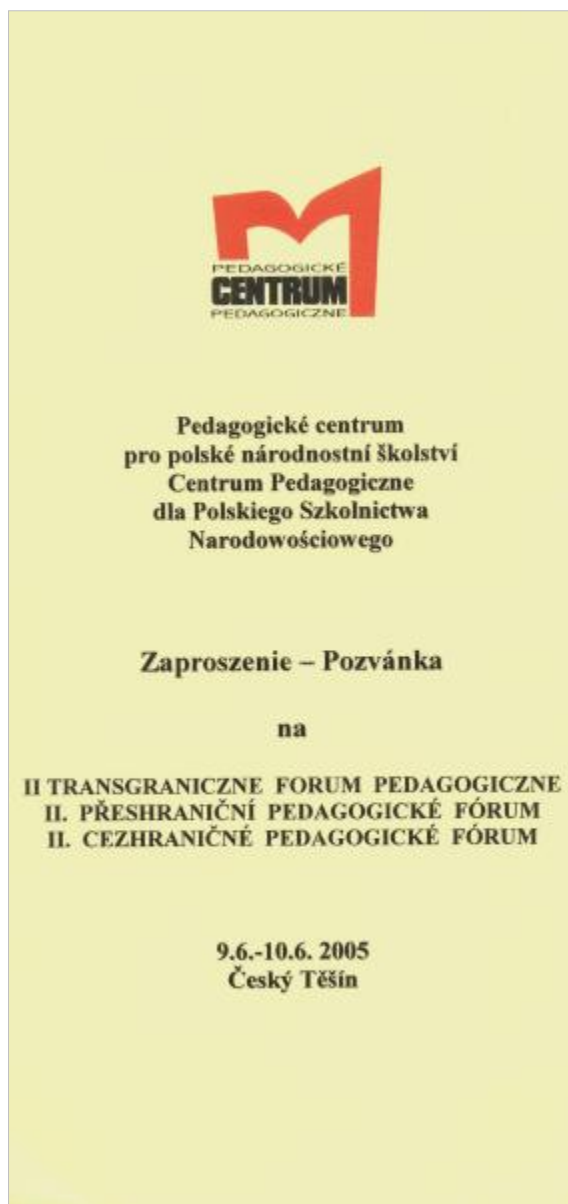 PEDAGOGICKÉ
CENTRUM
PEDAGOGICZNE
Pedagogické centrum
pro polské národnostní školství
Centrum Pedagogiczne
dla Polskiego Szkolnictwa
Narodowościowego
Zaproszenie – Pozvánka
na
II TRANSGRANICZNE FORUM PEDAGOGICZNE
II. PŘESHRANIČNÍ PEDAGOGICKÉ FÓRUM
II. CEZHRANIČNÉ PEDAGOGICKÉ FÓRUM
9.6.-10.6. 2005
Český Těšín